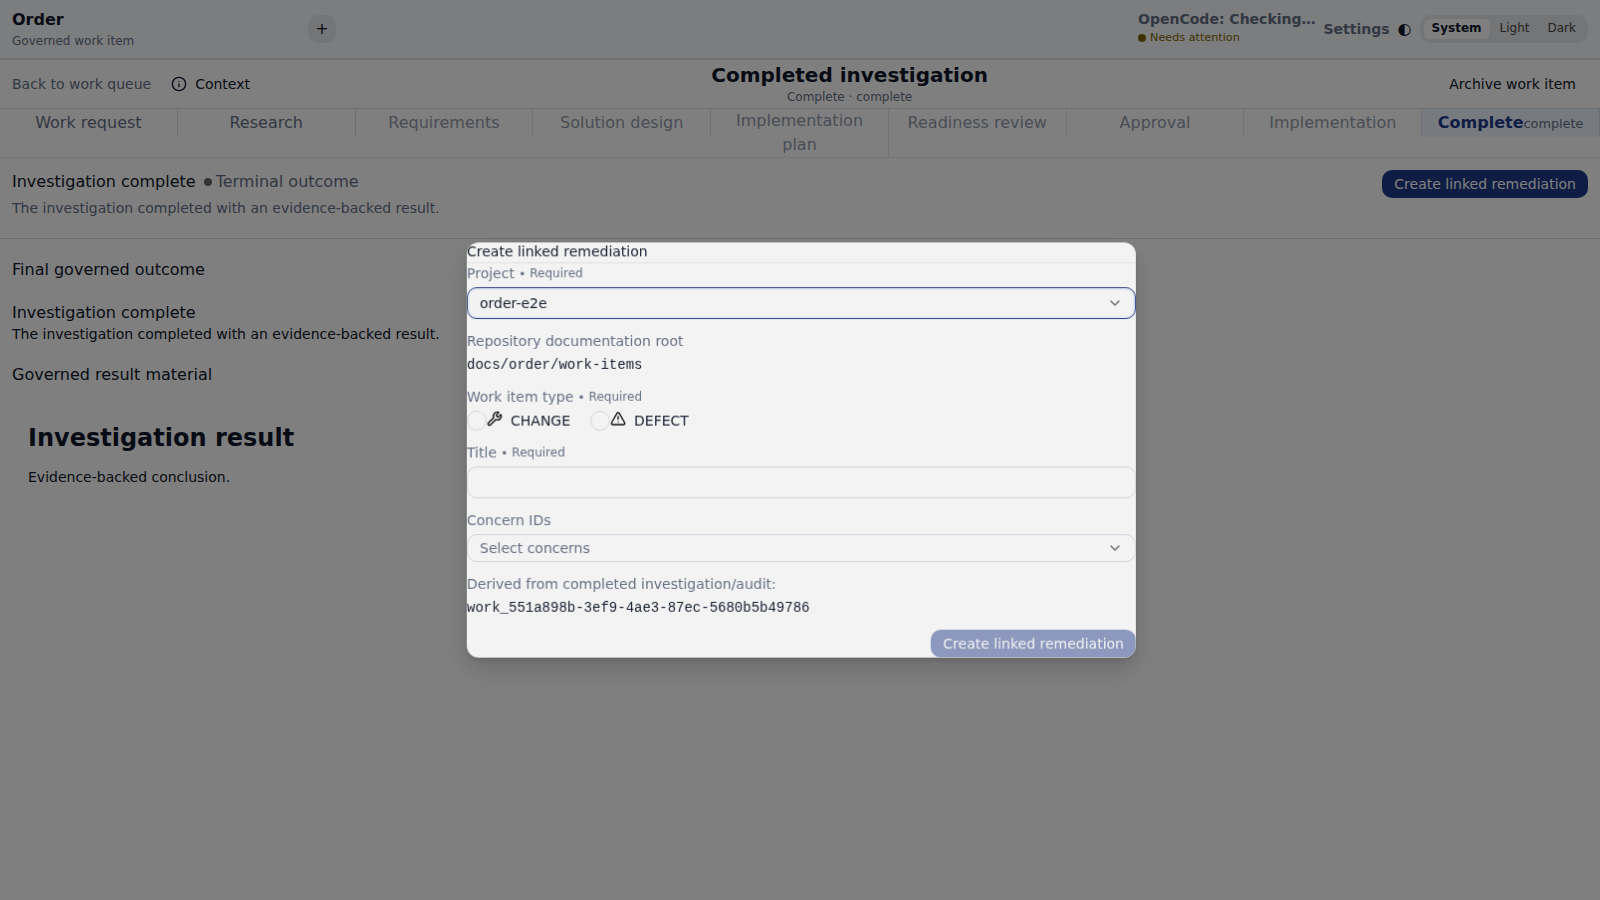 Order
Governed work item
+
OpenCode: Checking...
Needs attention
Settings
System
Light
Dark
Back to work queue
Context
Completed investigation
Complete · complete
Archive work item
Work request
Research
Requirements
Solution design
Implementation
plan
Readiness review
Approval
Implementation
Complete complete
Investigation complete
Terminal outcome
The investigation completed with an evidence-backed result.
Create linked remediation
Final governed outcome
Investigation complete
The investigation completed with an evidence-backed result.
Governed result material
Investigation result
Evidence-backed conclusion.
Create linked remediation
Project • Required
order-e2e
Repository documentation root
docs/order/work-items
Work item type • Required
CHANGE
DEFECT
Title • Required
Concern IDs
Select concerns
Derived from completed investigation/audit:
work_551a898b-3ef9-4ae3-87ec-5680b5b49786
Create linked remediation